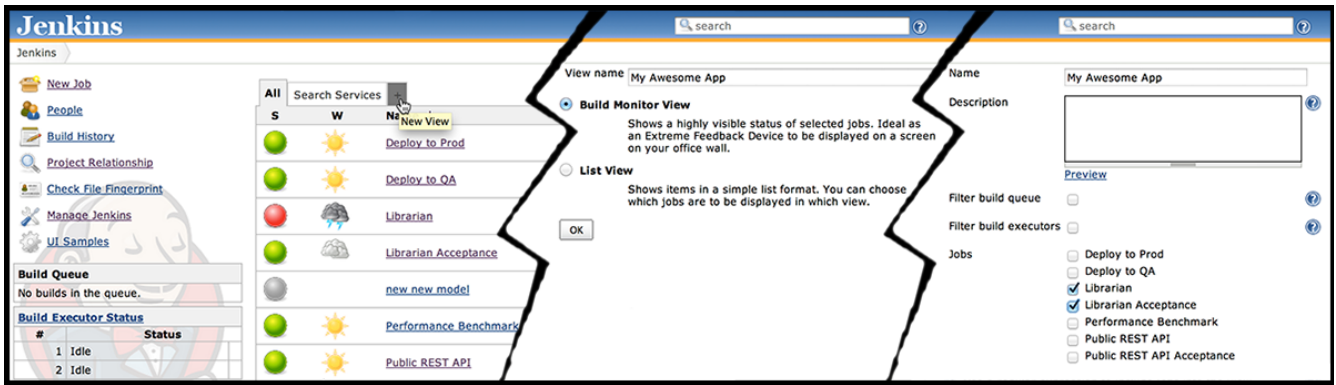 Jenkins
Jenkins
New Job
People
Build History
Project Relationship
Check File Fingerprint
Manage Jenkins
UI Samples
Build Queue
No builds in the queue.
Build Executor Status
# Status
1 Idle
2 Idle
All Search Services +
S W
New View
Deploy to Prod
Deploy to QA
Librarian
Librarian Acceptance
new new model
Performance Benchmark
Public REST API
search
View name My Awesome App
Build Monitor View
Shows a highly visible status of selected jobs. Ideal as
an Extreme Feedback Device to be displayed on a screen
on your office wall.
List View
Shows items in a simple list format. You can choose
which jobs are to be displayed in which view.
OK
search
Name My Awesome App
Description
Preview
Filter build queue
Filter build executors
Jobs
Deploy to Prod
Deploy to QA
Librarian
Librarian Acceptance
Performance Benchmark
Public REST API
Public REST API Acceptance